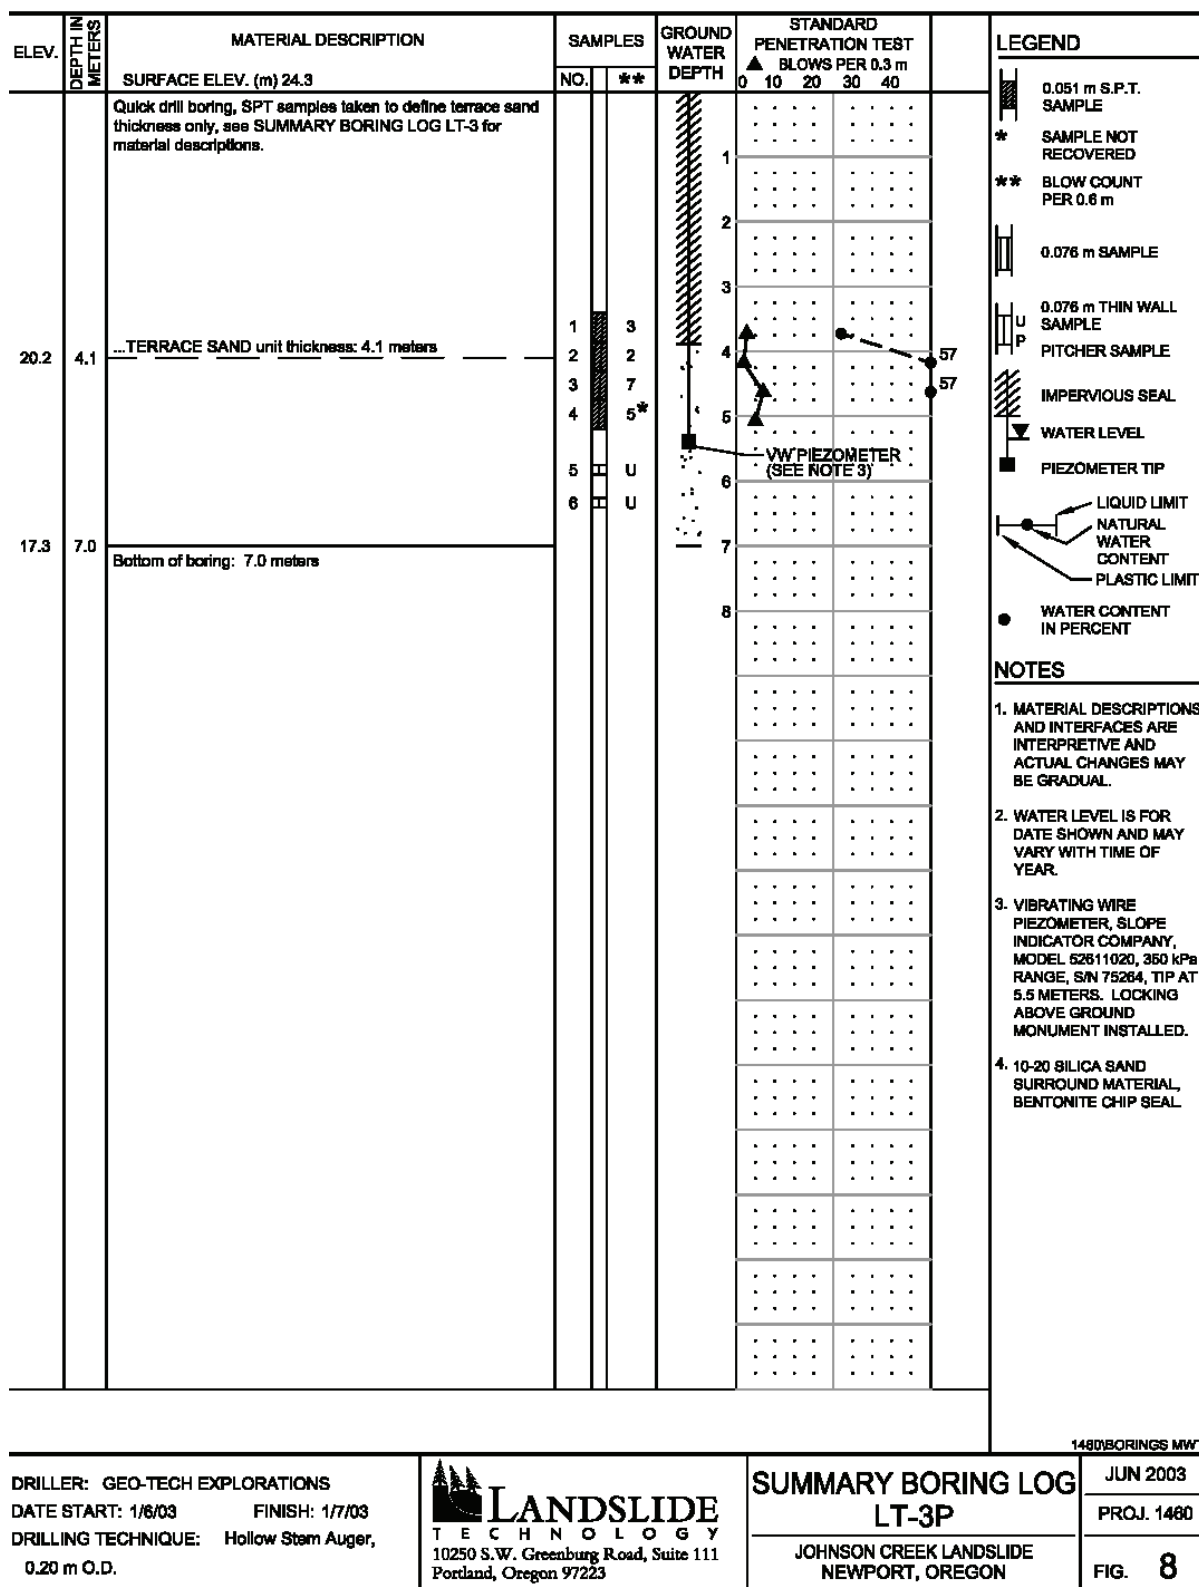 ELEV.
DEPTH IN
METERS
MATERIAL DESCRIPTION
SURFACE ELEV. (m) 24.3
SAMPLES
NO.
**
GROUND
WATER
DEPTH
STANDARD
PENETRATION TEST
▲ BLOWS PER 0.3 m
0 10 20 30 40
Quick drill boring, SPT samples taken to define terrace sand
thickness only, see SUMMARY BORING LOG LT-3 for
material descriptions.
1
2
3
1 3
20.2 4.1 ...TERRACE SAND unit thickness: 4.1 meters 2 2 4 57
3 7 57
4 5* 5
VW PIEZOMETER
(SEE NOTE 3)
5 U
6
6 U
17.3 7.0 7
Bottom of boring: 7.0 meters
8
LEGEND
0.051 m S.P.T.
SAMPLE
* SAMPLE NOT
RECOVERED
** BLOW COUNT
PER 0.6 m
0.076 m SAMPLE
0.076 m THIN WALL
U SAMPLE
P PITCHER SAMPLE
IMPERVIOUS SEAL
WATER LEVEL
PIEZOMETER TIP
LIQUID LIMIT
NATURAL
WATER
CONTENT
PLASTIC LIMIT
WATER CONTENT
IN PERCENT
NOTES
1. MATERIAL DESCRIPTIONS
AND INTERFACES ARE
INTERPRETIVE AND
ACTUAL CHANGES MAY
BE GRADUAL.
2. WATER LEVEL IS FOR
DATE SHOWN AND MAY
VARY WITH TIME OF
YEAR.
3. VIBRATING WIRE
PIEZOMETER, SLOPE
INDICATOR COMPANY,
MODEL 52611020, 350 kPa
RANGE, S/N 75264, TIP AT
5.5 METERS. LOCKING
ABOVE GROUND
MONUMENT INSTALLED.
4. 10-20 SILICA SAND
SURROUND MATERIAL,
BENTONITE CHIP SEAL
1460\BORINGS MWT
DRILLER: GEO-TECH EXPLORATIONS
DATE START: 1/6/03 FINISH: 1/7/03
DRILLING TECHNIQUE: Hollow Stem Auger,
0.20 m O.D.
LANDSLIDE
TECHNOLOGY
10250 S.W. Greenburg Road, Suite 111
Portland, Oregon 97223
SUMMARY BORING LOG
LT-3P
JOHNSON CREEK LANDSLIDE
NEWPORT, OREGON
JUN 2003
PROJ. 1460
FIG. 8